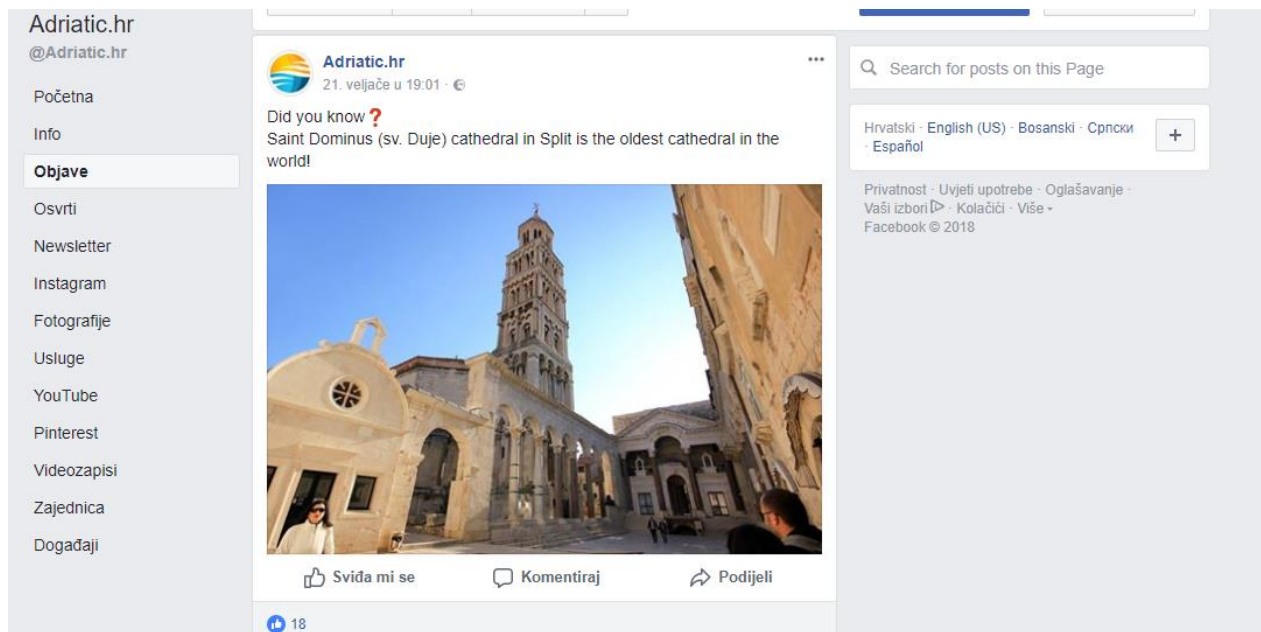 Adriatic.hr
@Adriatic.hr
Početna
Info
Objave
Osvrti
Newsletter
Instagram
Fotografije
Usluge
YouTube
Pinterest
Videozapisi
Zajednica
Događaji
Adriatic.hr
21. veljače u 19:01 ·
Did you know❓
Saint Dominus (sv. Duje) cathedral in Split is the oldest cathedral in the
world!
Sviđa mi se
Komentiraj
Podijeli
18
Search for posts on this Page
Hrvatski · English (US) · Bosanski · Српски
· Español
+
Privatnost · Uvjeti upotrebe · Oglašavanje ·
Vaši izbori · Kolačići · Više
Facebook © 2018